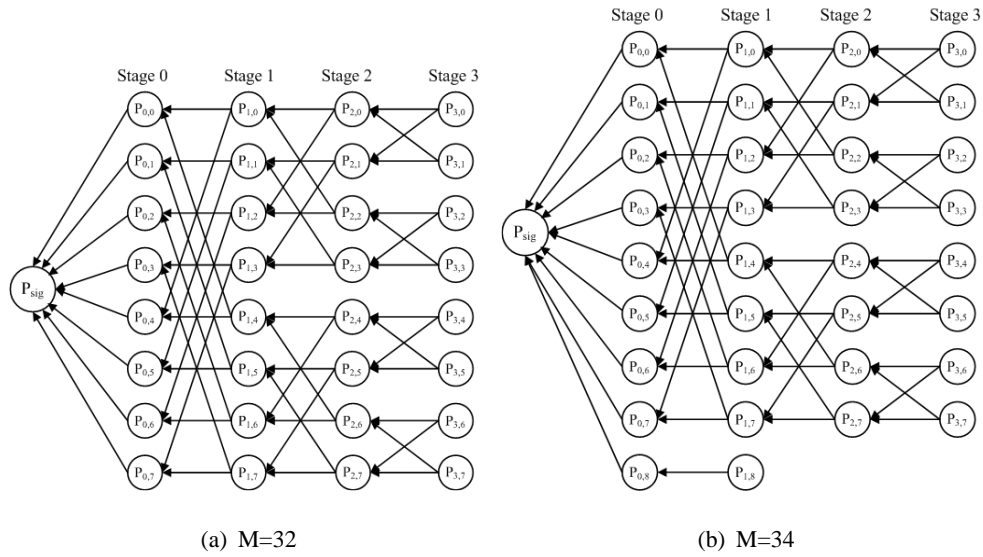 Stage 0 Stage 1 Stage 2 Stage 3
P0,0 P1,0 P2,0 P3,0
P0,1 P1,1 P2,1 P3,1
P0,2 P1,2 P2,2 P3,2
P0,3 P1,3 P2,3 P3,3
Psig
P0,4 P1,4 P2,4 P3,4
P0,5 P1,5 P2,5 P3,5
P0,6 P1,6 P2,6 P3,6
P0,7 P1,7 P2,7 P3,7
(a) M=32
Stage 0 Stage 1 Stage 2 Stage 3
P0,0 P1,0 P2,0 P3,0
P0,1 P1,1 P2,1 P3,1
P0,2 P1,2 P2,2 P3,2
P0,3 P1,3 P2,3 P3,3
Psig
P0,4 P1,4 P2,4 P3,4
P0,5 P1,5 P2,5 P3,5
P0,6 P1,6 P2,6 P3,6
P0,7 P1,7 P2,7 P3,7
P0,8 P1,8
(b) M=34